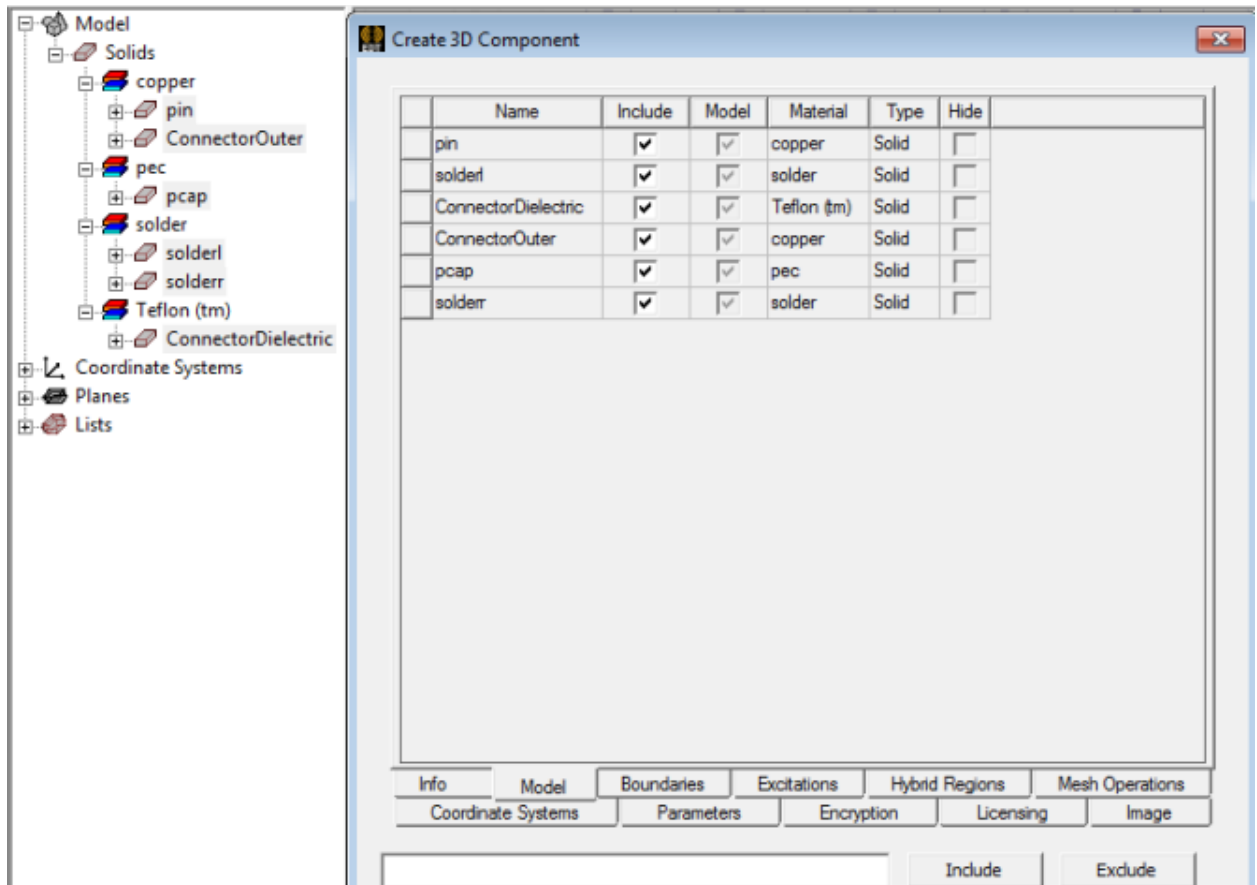 Model
Solids
copper
pin
ConnectorOuter
pec
pcap
solder
solderl
solderr
Teflon (tm)
ConnectorDielectric
Coordinate Systems
Planes
Lists
Create 3D Component
Name Include Model Material Type Hide
pin copper Solid
solderl solder Solid
ConnectorDielectric Teflon (tm) Solid
ConnectorOuter copper Solid
pcap pec Solid
solderr solder Solid
Info Model Boundaries Excitations Hybrid Regions Mesh Operations
Coordinate Systems Parameters Encryption Licensing Image
Include Exclude